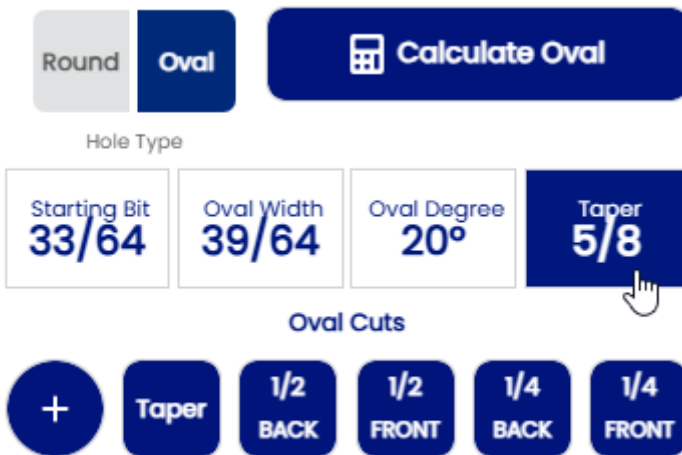 Round
Oval
Calculate Oval
Hole Type
Starting Bit
Oval Width
Oval Degree
Taper
33/64
39/64
20°
5/8
Oval Cuts
+
Taper
1/2
BACK
1/2
FRONT
1/4
BACK
1/4
FRONT